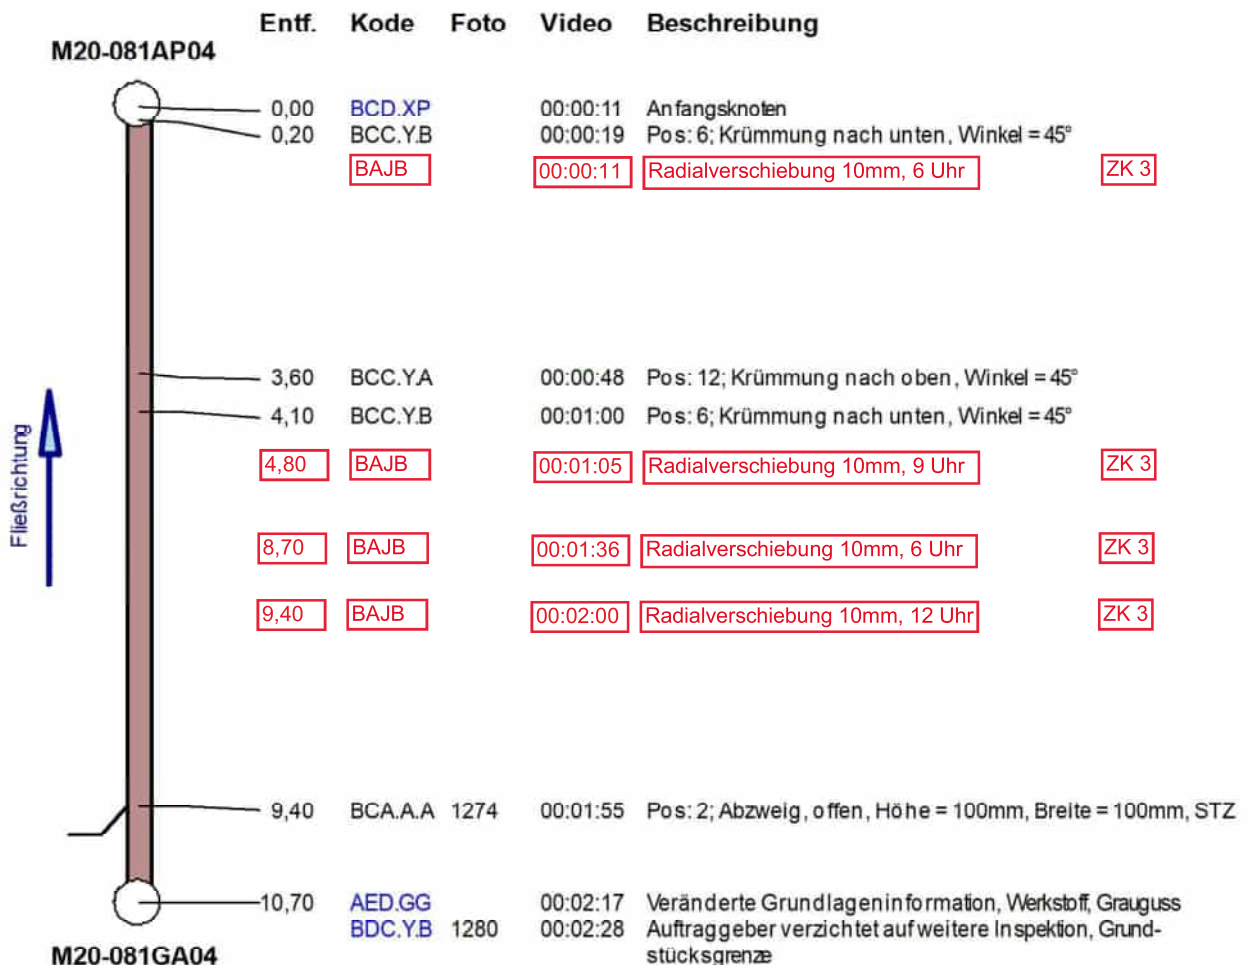 Entf. Kode Foto Video Beschreibung
M20-081AP04
0,00 BCD.XP 00:00:11 Anfangsknoten
0,20 BCC.Y.B 00:00:19 Pos: 6; Krümmung nach unten, Winkel = 45°
BAJB 00:00:11 Radialverschiebung 10mm, 6 Uhr ZK 3
3,60 BCC.Y.A 00:00:48 Pos: 12; Krümmung nach oben, Winkel = 45°
4,10 BCC.Y.B 00:01:00 Pos: 6; Krümmung nach unten, Winkel = 45°
Fließrichtung
4,80 BAJB 00:01:05 Radialverschiebung 10mm, 9 Uhr ZK 3
8,70 BAJB 00:01:36 Radialverschiebung 10mm, 6 Uhr ZK 3
9,40 BAJB 00:02:00 Radialverschiebung 10mm, 12 Uhr ZK 3
9,40 BCA.A.A 1274 00:01:55 Pos: 2; Abzweig, offen, Höhe = 100mm, Breite = 100mm, STZ
10,70 AED.GG 00:02:17 Veränderte Grundlageninformation, Werkstoff, Grauguss
BDC.Y.B 1280 00:02:28 Auftraggeber verzichtet auf weitere Inspektion, Grund-
stücksgrenze
M20-081GA04